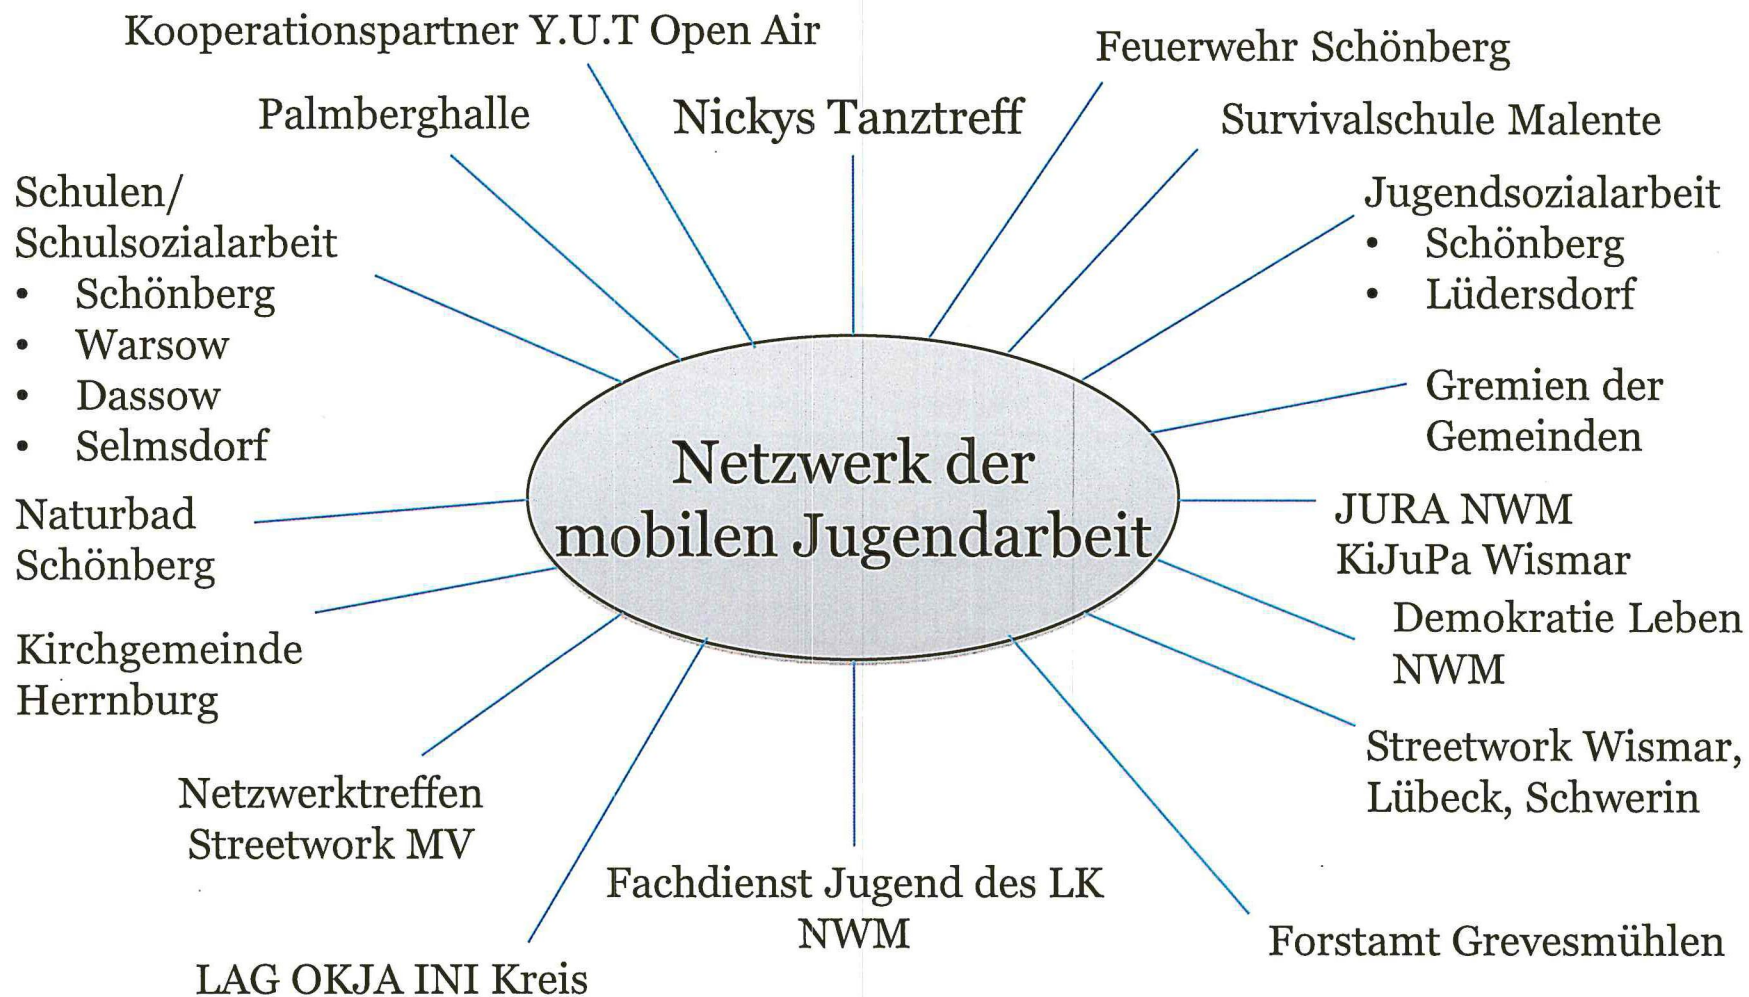 Kooperationspartner Y.U.T Open Air
Feuerwehr Schönberg
Palmberghalle
Nickys Tanztreff
Survivalschule Malente
Schulen/
Schulsozialarbeit
• Schönberg
• Warsow
• Dassow
• Selmsdorf
Jugendsozialarbeit
• Schönberg
• Lüdersdorf
Gremien der
Gemeinden
Netzwerk der
mobilen Jugendarbeit
Naturbad
Schönberg
JURA NWM
KiJuPa Wismar
Kirchgemeinde
Herrnburg
Demokratie Leben
NWM
Netzwerktreffen
Streetwork MV
Streetwork Wismar,
Lübeck, Schwerin
Fachdienst Jugend des LK
NWM
LAG OKJA INI Kreis
Forstamt Grevesmühlen